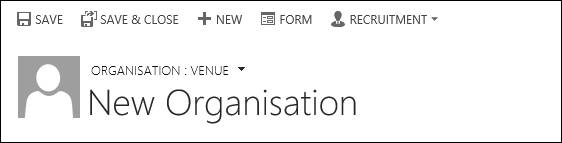 SAVE SAVE & CLOSE NEW FORM RECRUITMENT
ORGANISATION : VENUE
New Organisation